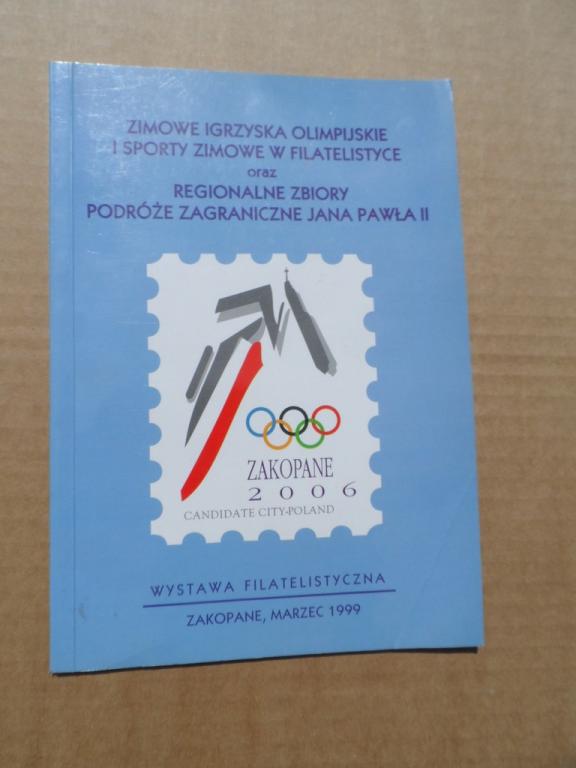 ZIMOWE IGRZYSKA OLIMPIJSKIE
I SPORTY ZIMOWE W FILATELISTYCE
oraz
REGIONALNE ZBIORY
PODRÓŻE ZAGRANICZNE JANA PAWŁA II
ZAKOPANE
2006
CANDIDATE CITY-POLAND
WYSTAWA FILATELISTYCZNA
ZAKOPANE, MARZEC 1999